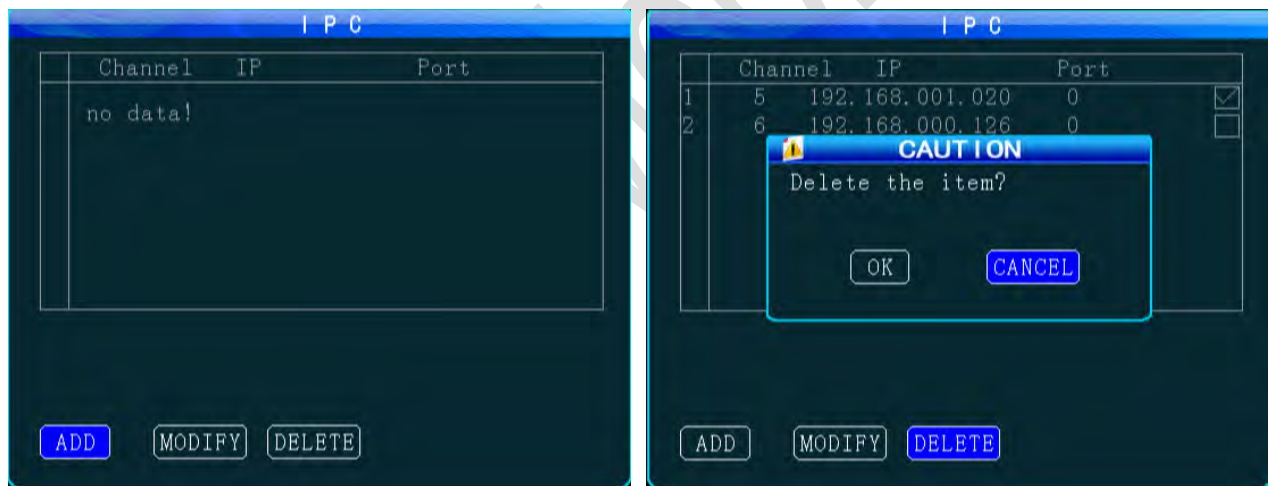 IPC
Channel IP Port
no data!
ADD MODIFY DELETE
IPC
Channel IP Port
1 5 192.168.001.020 0
2 6 192.168.000.126 0
CAUTION
Delete the item?
OK CANCEL
ADD MODIFY DELETE